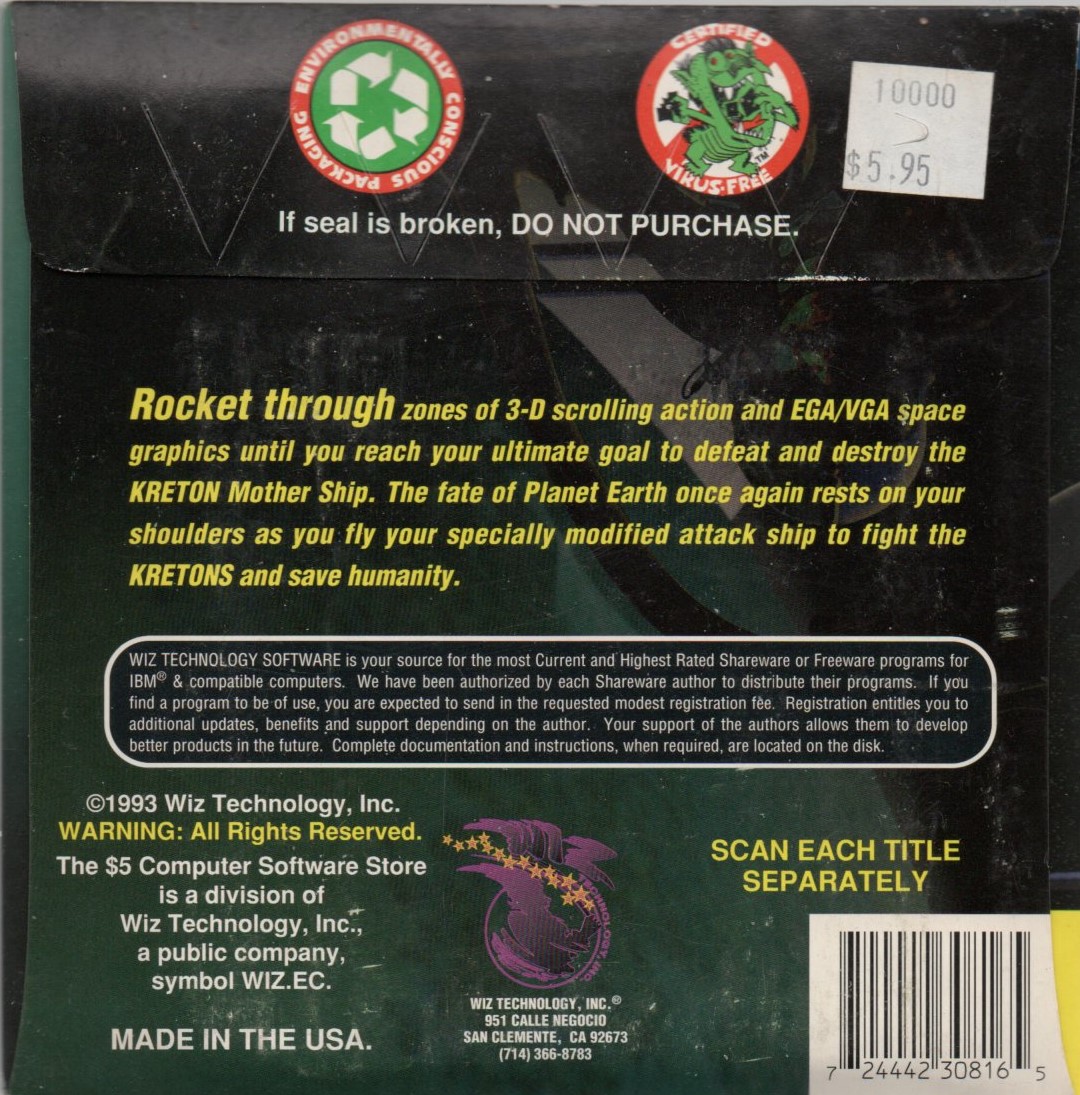 ENVIRONMENTALLY CONSCIOUS PACKAGING
CERTIFIED
VIRUS-FREE
TM
10000
$5.95
If seal is broken, DO NOT PURCHASE.
Rocket through zones of 3-D scrolling action and EGA/VGA space
graphics until you reach your ultimate goal to defeat and destroy the
KRETON Mother Ship. The fate of Planet Earth once again rests on your
shoulders as you fly your specially modified attack ship to fight the
KRETONS and save humanity.
WIZ TECHNOLOGY SOFTWARE is your source for the most Current and Highest Rated Shareware or Freeware programs for
IBM® & compatible computers. We have been authorized by each Shareware author to distribute their programs. If you
find a program to be of use, you are expected to send in the requested modest registration fee. Registration entitles you to
additional updates, benefits and support depending on the author. Your support of the authors allows them to develop
better products in the future. Complete documentation and instructions, when required, are located on the disk.
©1993 Wiz Technology, Inc.
WARNING: All Rights Reserved.
The $5 Computer Software Store
is a division of
Wiz Technology, Inc.,
a public company,
symbol WIZ.EC.
MADE IN THE USA.
TECHNOLOGY, INC.
WIZ TECHNOLOGY, INC.®
951 CALLE NEGOCIO
SAN CLEMENTE, CA 92673
(714) 366-8783
SCAN EACH TITLE
SEPARATELY
7 24442 30816 5